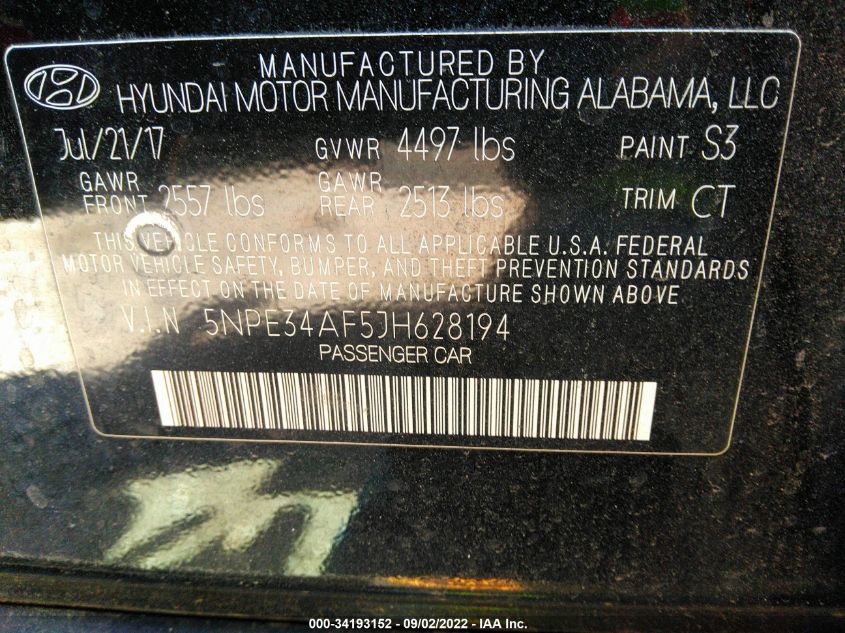 MANUFACTURED BY
HYUNDAI MOTOR MANUFACTURING ALABAMA, LLC
Jul/21/17 GVWR 4497 lbs PAINT S3
GAWR FRONT 2557 lbs GAWR REAR 2513 lbs TRIM CT
THIS VEHICLE CONFORMS TO ALL APPLICABLE U.S.A. FEDERAL
MOTOR VEHICLE SAFETY, BUMPER, AND THEFT PREVENTION STANDARDS
IN EFFECT ON THE DATE OF MANUFACTURE SHOWN ABOVE
V.I.N 5NPE34AF5JH628194
PASSENGER CAR
000-34193152 - 09/02/2022 - IAA Inc.